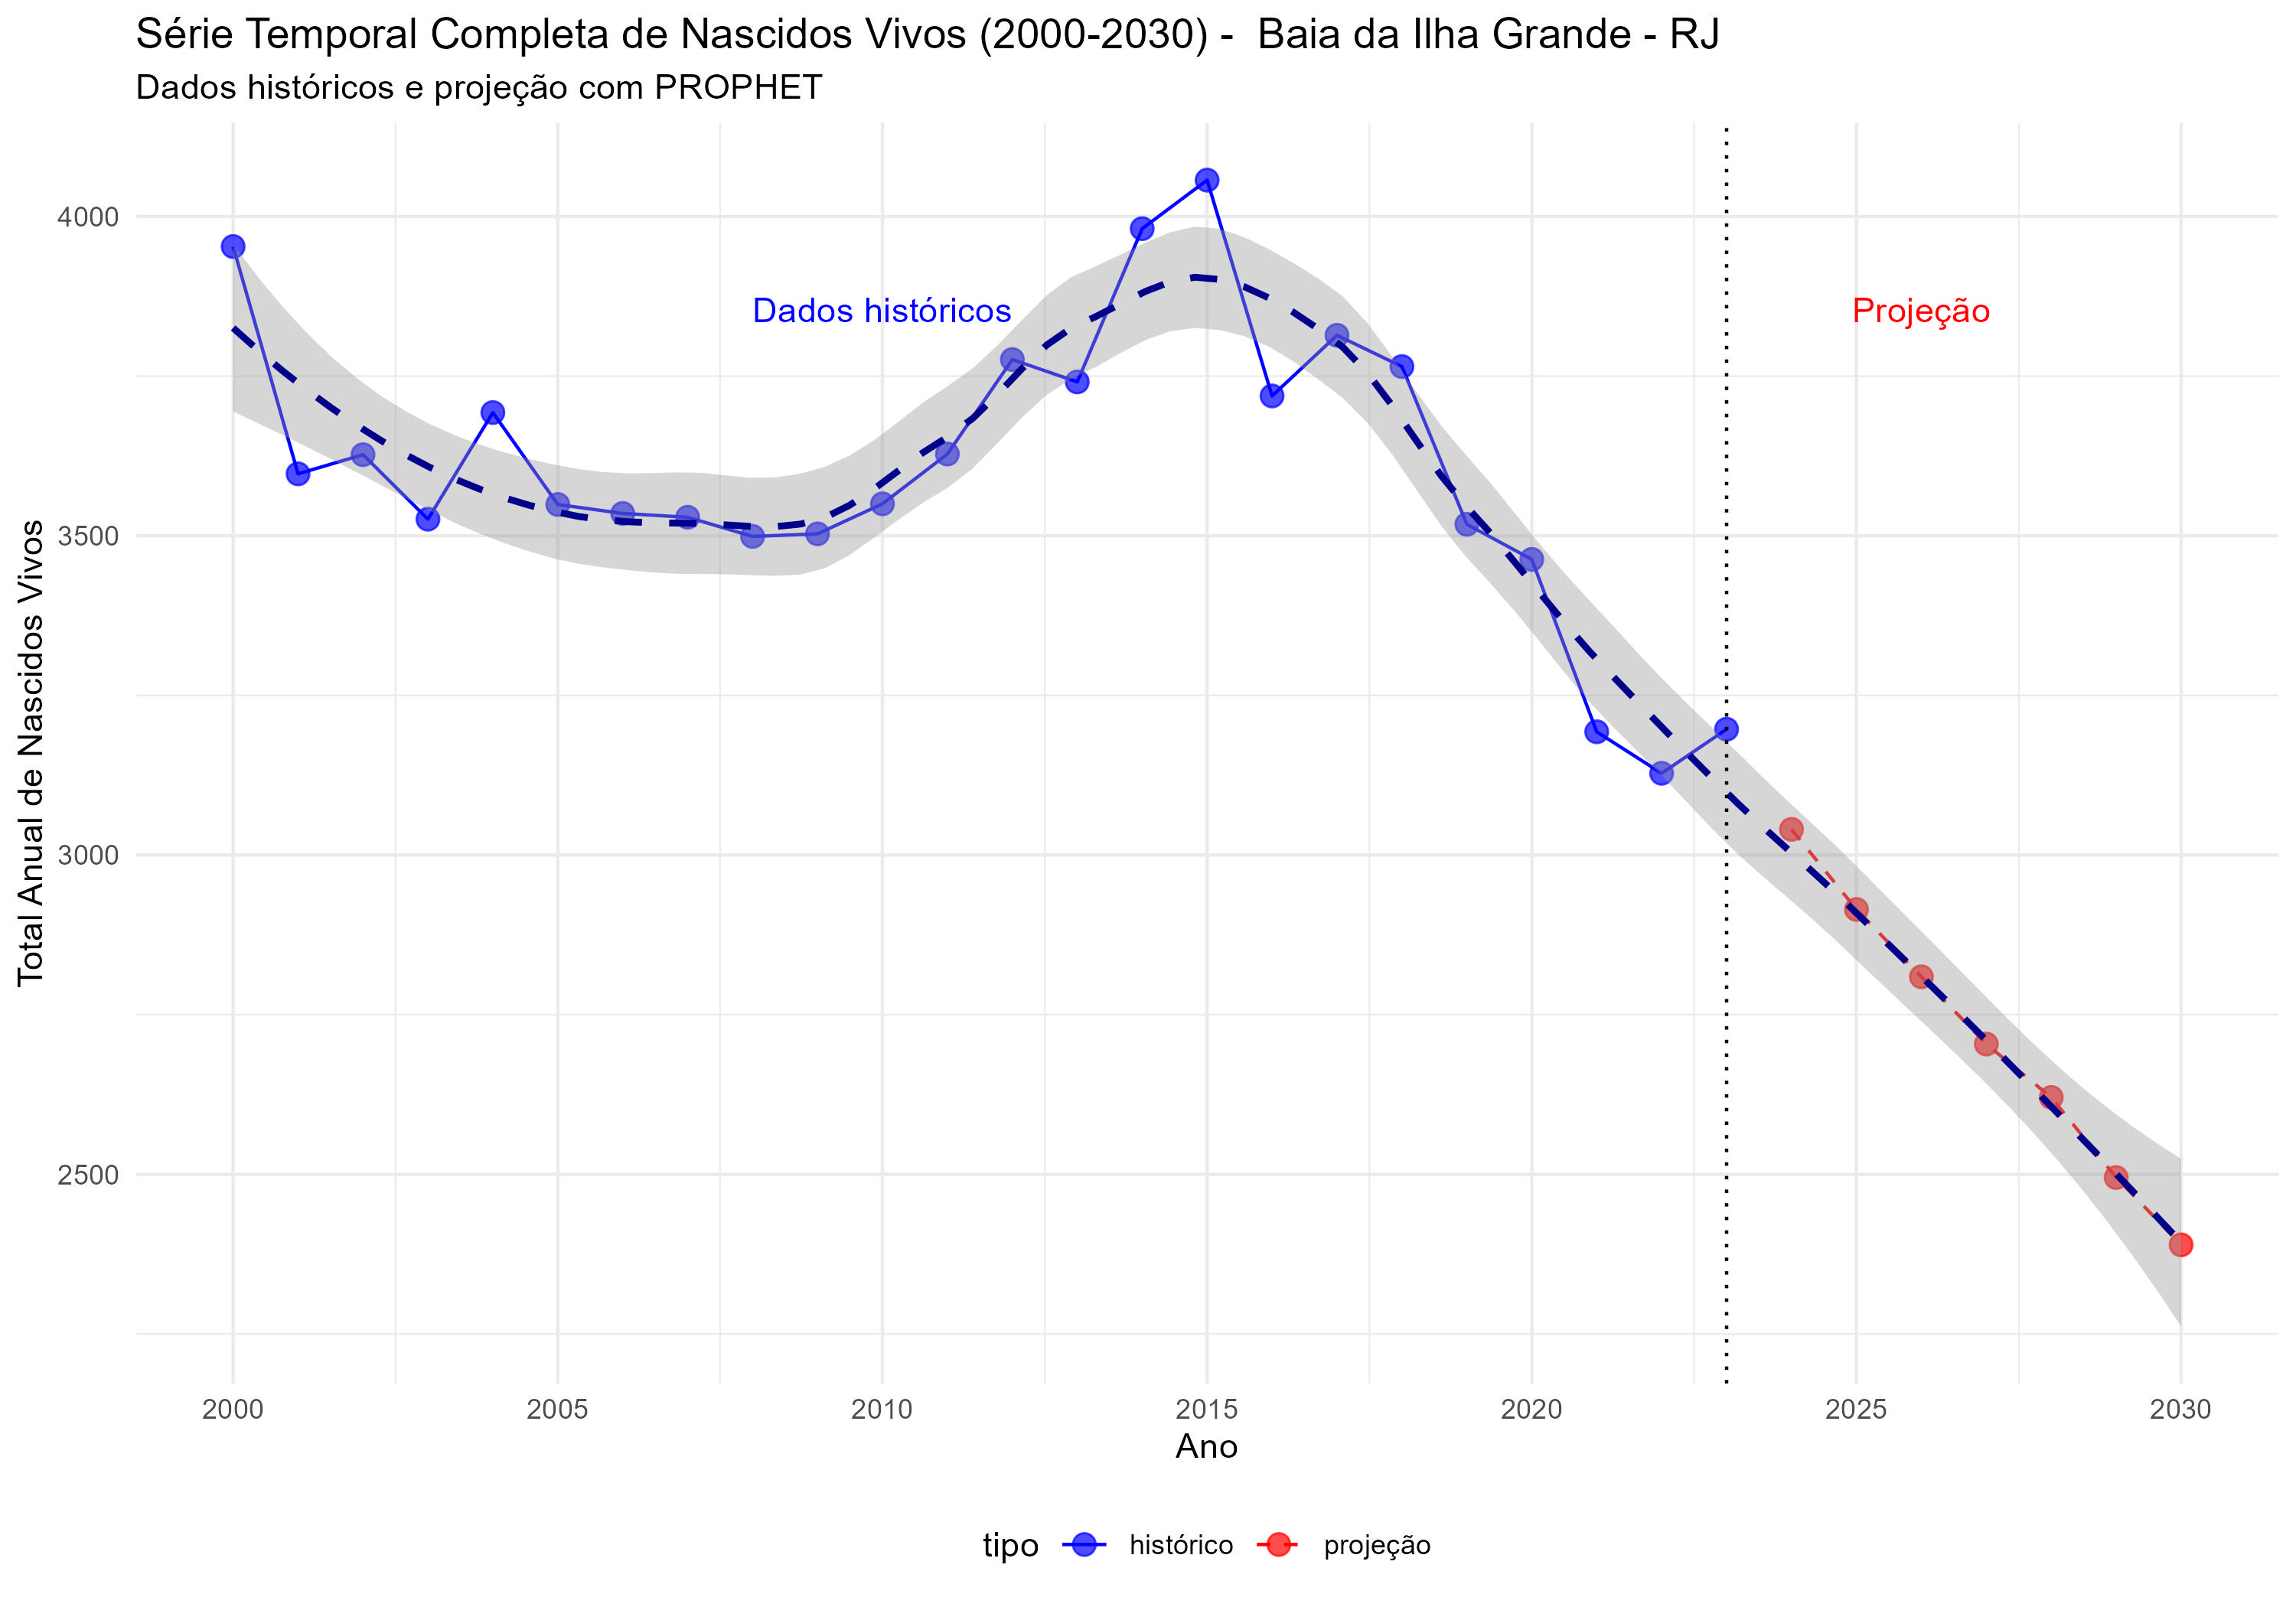 Série Temporal Completa de Nascidos Vivos (2000-2030) -  Baia da Ilha Grande - RJ
Dados históricos e projeção com PROPHET
Total Anual de Nascidos Vivos
4000
3500
3000
2500
Dados históricos
Projeção
2000 2005 2010 2015 2020 2025 2030
Ano
tipo histórico projeção